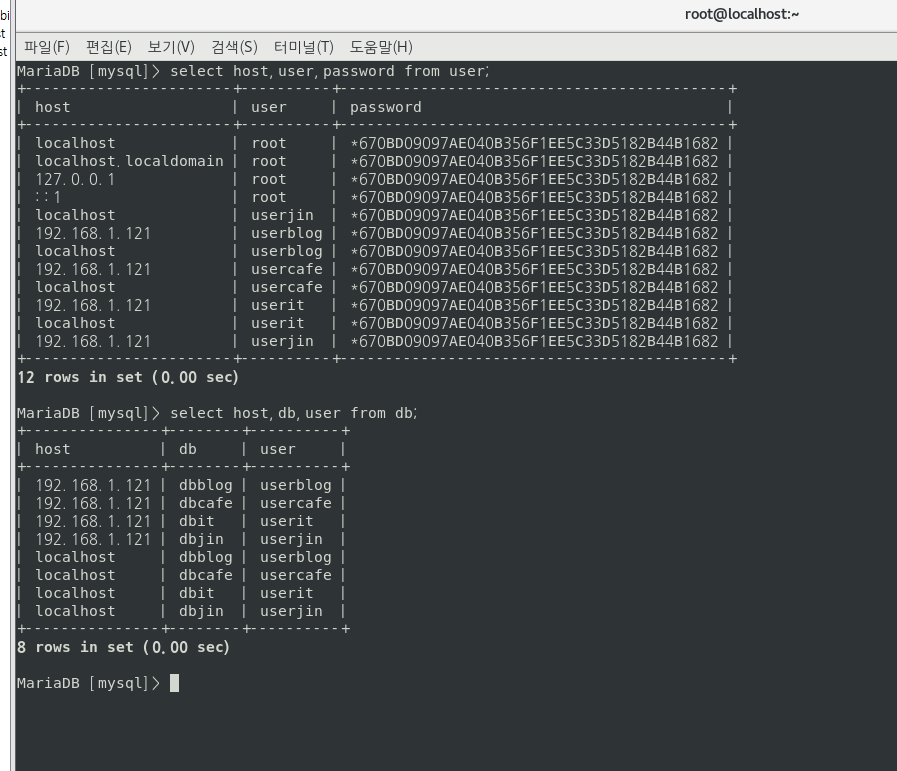 bi
root@localhost:~
st
파일(F) 편집(E) 보기(V) 검색(S) 터미널(T) 도움말(H)
st
MariaDB [mysql]> select host,user,password from user;
+-----------------------+----------+-------------------------------------------+
| host | user | password |
+-----------------------+----------+-------------------------------------------+
| localhost | root | *670BD09097AE040B356F1EE5C33D5182B44B1682 |
| localhost.localdomain | root | *670BD09097AE040B356F1EE5C33D5182B44B1682 |
| 127.0.0.1 | root | *670BD09097AE040B356F1EE5C33D5182B44B1682 |
| ::1 | root | *670BD09097AE040B356F1EE5C33D5182B44B1682 |
| localhost | userjin | *670BD09097AE040B356F1EE5C33D5182B44B1682 |
| 192.168.1.121 | userblog | *670BD09097AE040B356F1EE5C33D5182B44B1682 |
| localhost | userblog | *670BD09097AE040B356F1EE5C33D5182B44B1682 |
| 192.168.1.121 | usercafe | *670BD09097AE040B356F1EE5C33D5182B44B1682 |
| localhost | usercafe | *670BD09097AE040B356F1EE5C33D5182B44B1682 |
| 192.168.1.121 | userit | *670BD09097AE040B356F1EE5C33D5182B44B1682 |
| localhost | userit | *670BD09097AE040B356F1EE5C33D5182B44B1682 |
| 192.168.1.121 | userjin | *670BD09097AE040B356F1EE5C33D5182B44B1682 |
+-----------------------+----------+-------------------------------------------+
12 rows in set (0.00 sec)
MariaDB [mysql]> select host,db,user from db;
+---------------+--------+----------+
| host | db | user |
+---------------+--------+----------+
| 192.168.1.121 | dbblog | userblog |
| 192.168.1.121 | dbcafe | usercafe |
| 192.168.1.121 | dbit | userit |
| 192.168.1.121 | dbjin | userjin |
| localhost | dbblog | userblog |
| localhost | dbcafe | usercafe |
| localhost | dbit | userit |
| localhost | dbjin | userjin |
+---------------+--------+----------+
8 rows in set (0.00 sec)
MariaDB [mysql]>